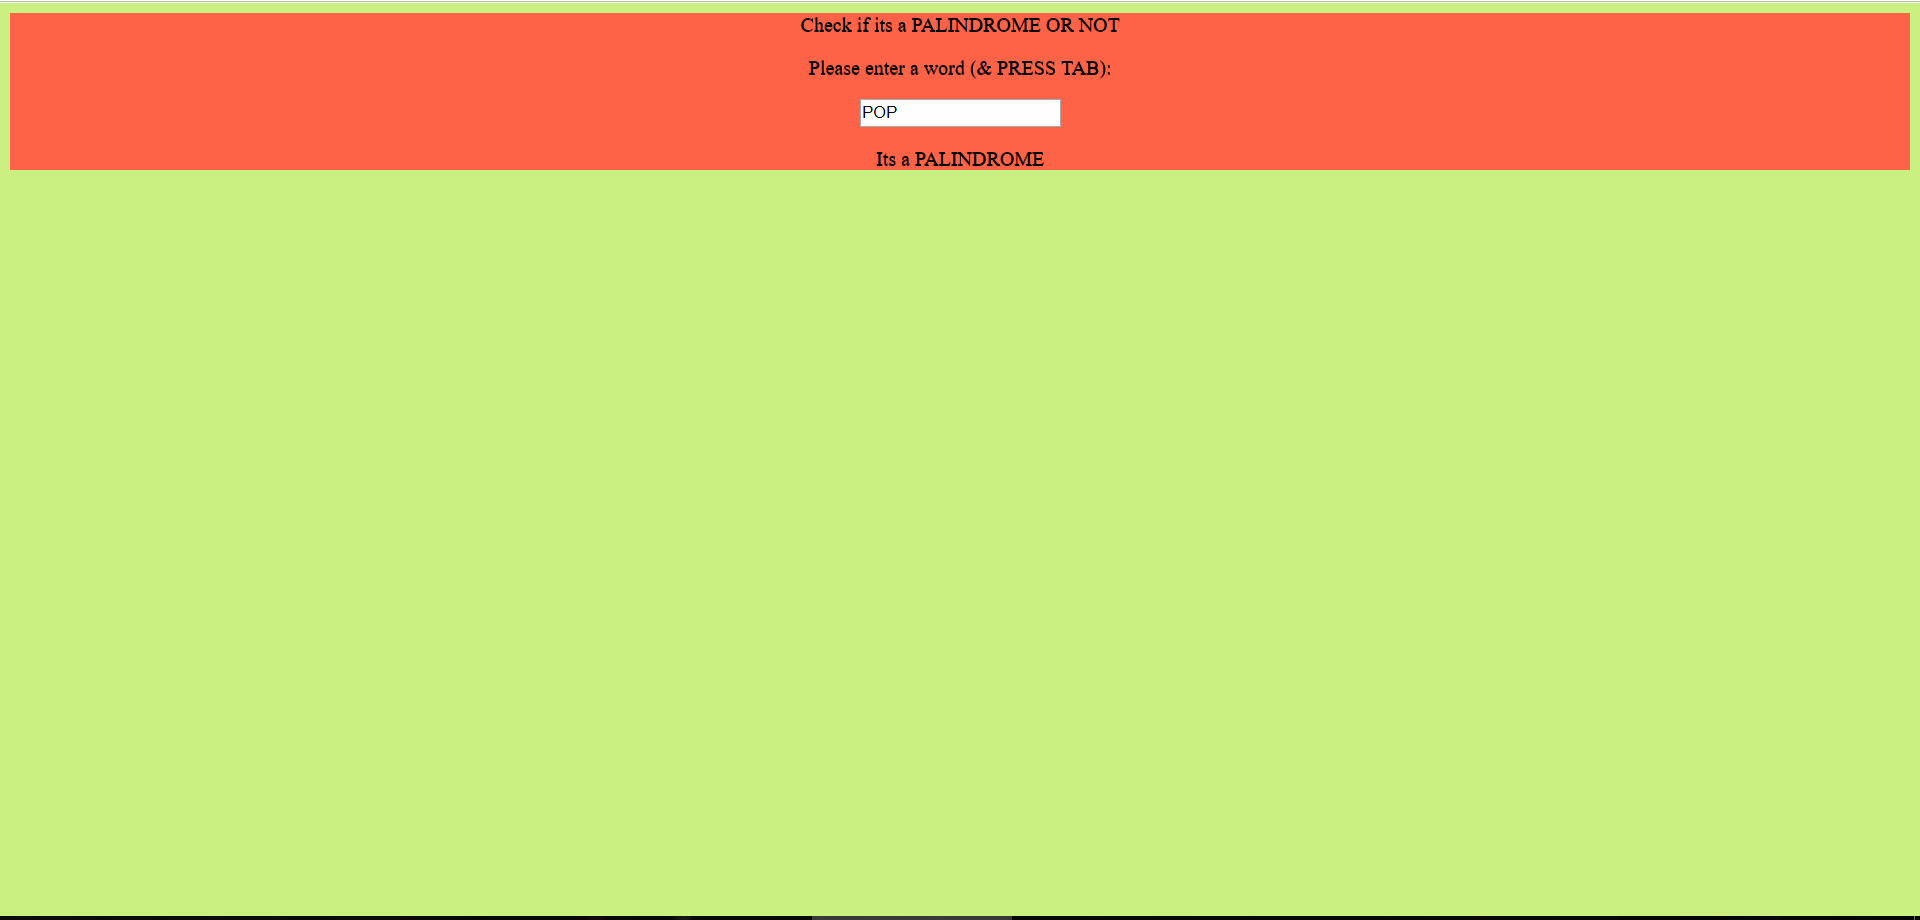 Check if its a PALINDROME OR NOT
Please enter a word (& PRESS TAB):
POP
Its a PALINDROME